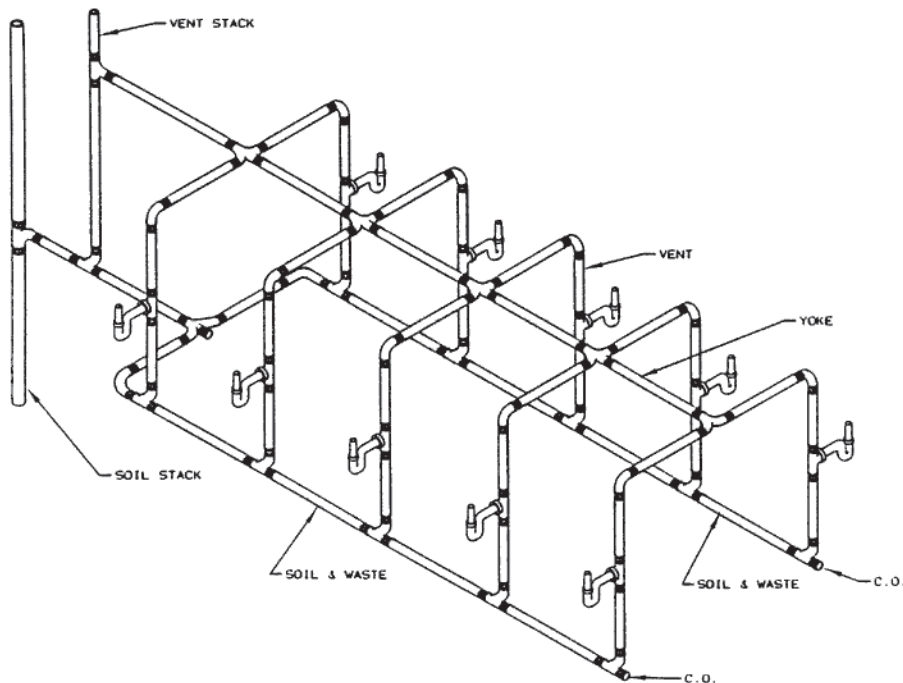 VENT STACK
VENT
YOKE
SOIL STACK
SOIL & WASTE
SOIL & WASTE
C.O.
C.O.